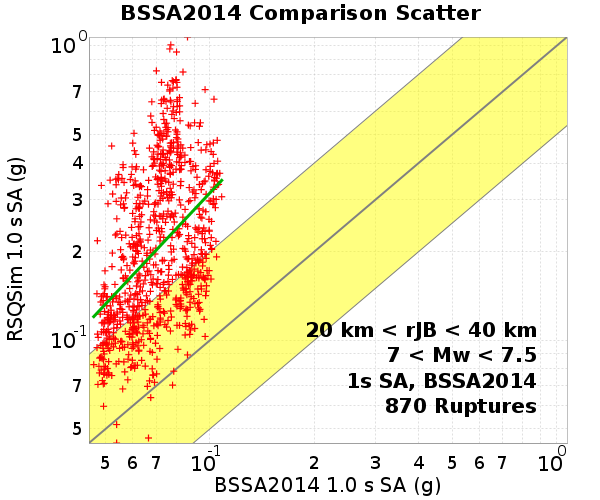 BSSA2014 Comparison Scatter
RSQSim 1.0 s SA (g)
10^0
7
5
4
3
2
10^-1
7
5
20 km < rJB < 40 km
7 < Mw < 7.5
1s SA, BSSA2014
870 Ruptures
5 6 7 10^-1 2 3 4 5 6 7 10^0
BSSA2014 1.0 s SA (g)